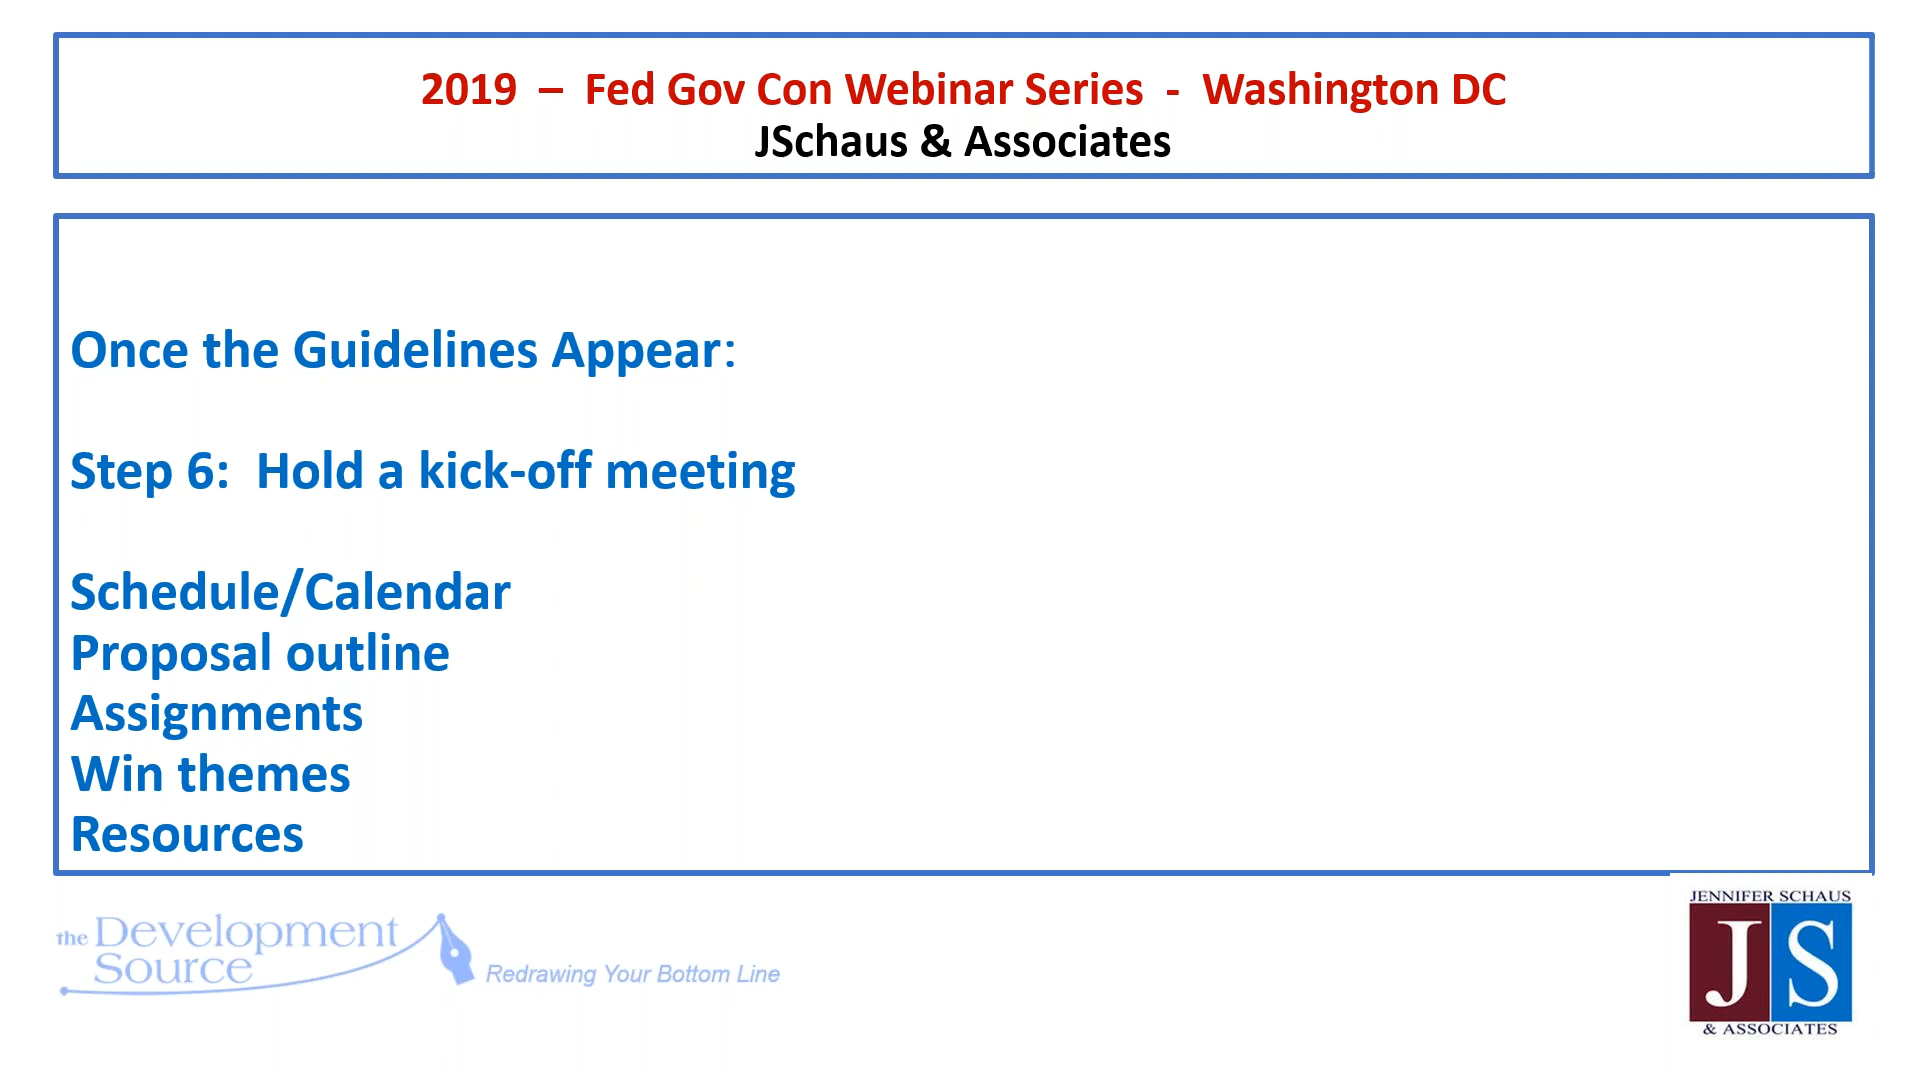 2019 – Fed Gov Con Webinar Series - Washington DC
JSchaus & Associates
Once the Guidelines Appear:
Step 6: Hold a kick-off meeting
Schedule/Calendar
Proposal outline
Assignments
Win themes
Resources
the Development
Source
Redrawing Your Bottom Line
JENNIFER SCHAUS
JS
& ASSOCIATES